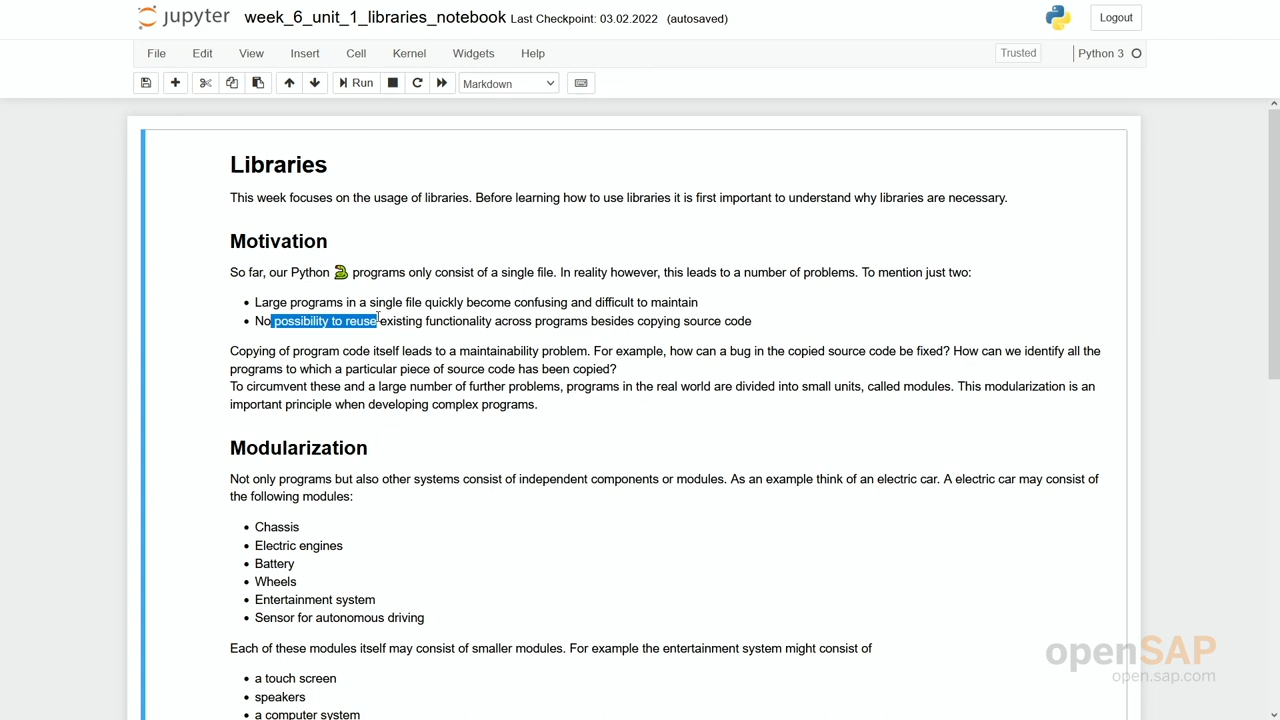 jupyter week_6_unit_1_libraries_notebook Last Checkpoint: 03.02.2022 (autosaved) Logout
File Edit View Insert Cell Kernel Widgets Help Trusted Python 3
Run Markdown
Libraries
This week focuses on the usage of libraries. Before learning how to use libraries it is first important to understand why libraries are necessary.
Motivation
So far, our Python 🐍 programs only consist of a single file. In reality however, this leads to a number of problems. To mention just two:
• Large programs in a single file quickly become confusing and difficult to maintain
• No possibility to reuse existing functionality across programs besides copying source code
Copying of program code itself leads to a maintainability problem. For example, how can a bug in the copied source code be fixed? How can we identify all the
programs to which a particular piece of source code has been copied?
To circumvent these and a large number of further problems, programs in the real world are divided into small units, called modules. This modularization is an
important principle when developing complex programs.
Modularization
Not only programs but also other systems consist of independent components or modules. As an example think of an electric car. A electric car may consist of
the following modules:
• Chassis
• Electric engines
• Battery
• Wheels
• Entertainment system
• Sensor for autonomous driving
Each of these modules itself may consist of smaller modules. For example the entertainment system might consist of
• a touch screen
• speakers
• a computer system
openSAP
open.sap.com